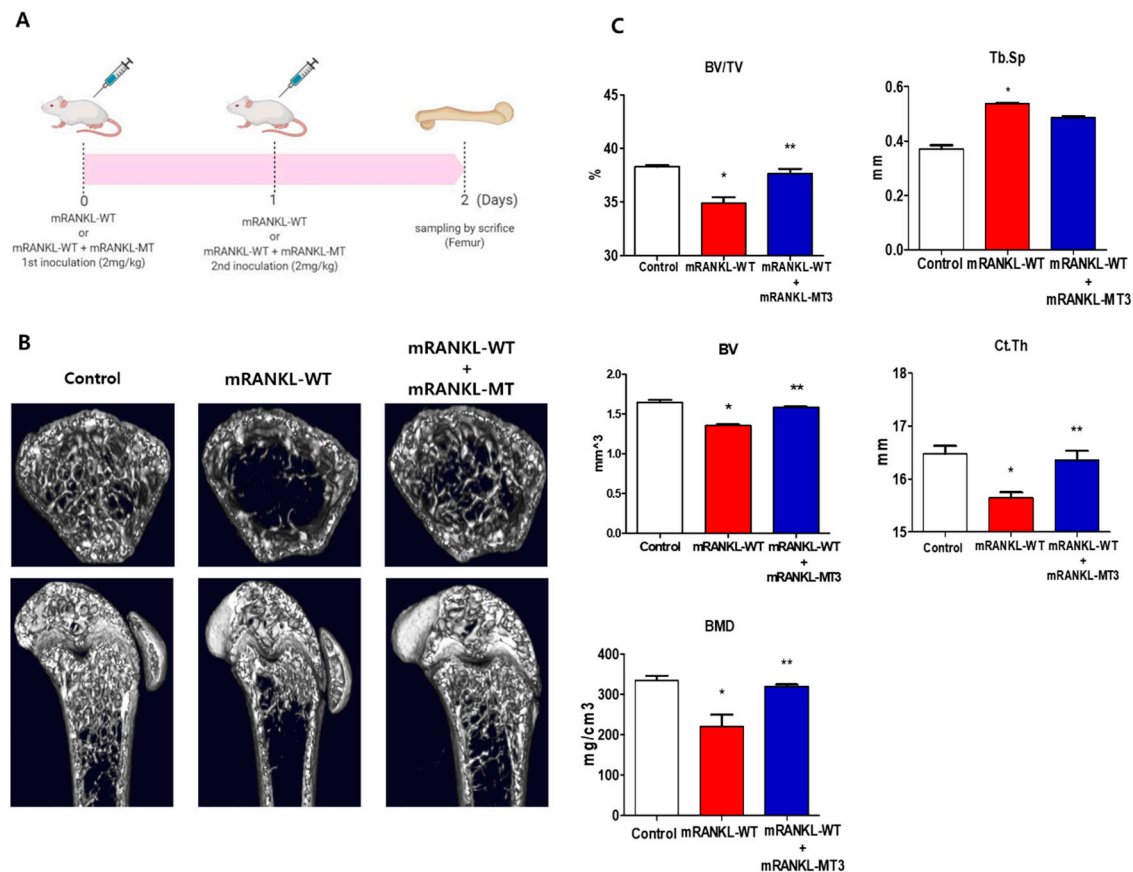 A
0
1
2 (Days)
mRANKL-WT
or
mRANKL-WT + mRANKL-MT
1st inoculation (2mg/kg)
mRANKL-WT
or
mRANKL-WT + mRANKL-MT
2nd inoculation (2mg/kg)
sampling by scrifice
(Femur)
B
Control
mRANKL-WT
mRANKL-WT
+
mRANKL-MT
C
BV/TV
%
45
40
35
30
Control
mRANKL-WT
mRANKL-WT
+
mRANKL-MT3
*
**
Tb.Sp
mm
0.6
0.4
0.2
0.0
Control
mRANKL-WT
mRANKL-WT
+
mRANKL-MT3
*
BV
mm^3
2.0
1.5
1.0
0.5
0.0
Control
mRANKL-WT
mRANKL-WT
+
mRANKL-MT3
*
**
Ct.Th
mm
18
17
16
15
Control
mRANKL-WT
mRANKL-WT
+
mRANKL-MT3
*
**
BMD
mg/cm3
400
300
200
100
0
Control
mRANKL-WT
mRANKL-WT
+
mRANKL-MT3
*
**